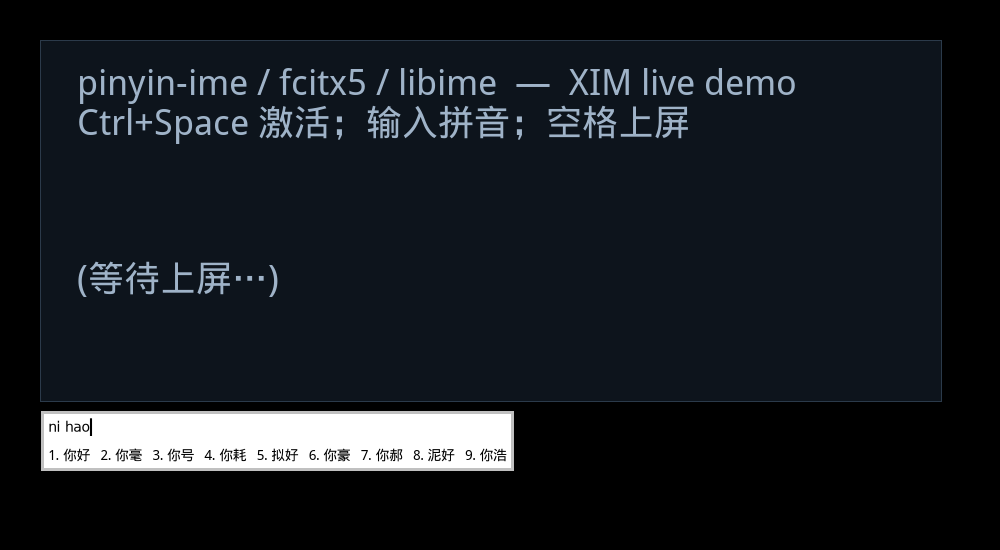 pinyin-ime / fcitx5 / libime — XIM live demo
Ctrl+Space 激活；输入拼音；空格上屏
(等待上屏…)
ni hao
1. 你好 2. 你毫 3. 你号 4. 你耗 5. 拟好 6. 你豪 7. 你郝 8. 泥好 9. 你浩